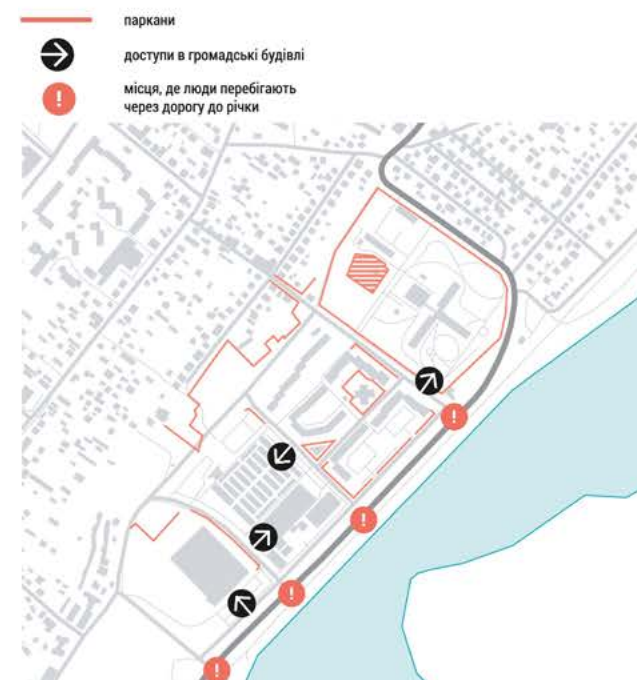 паркани
доступи в громадські будівлі
місця, де люди перебігають
через дорогу до річки
!
!
!
!
!